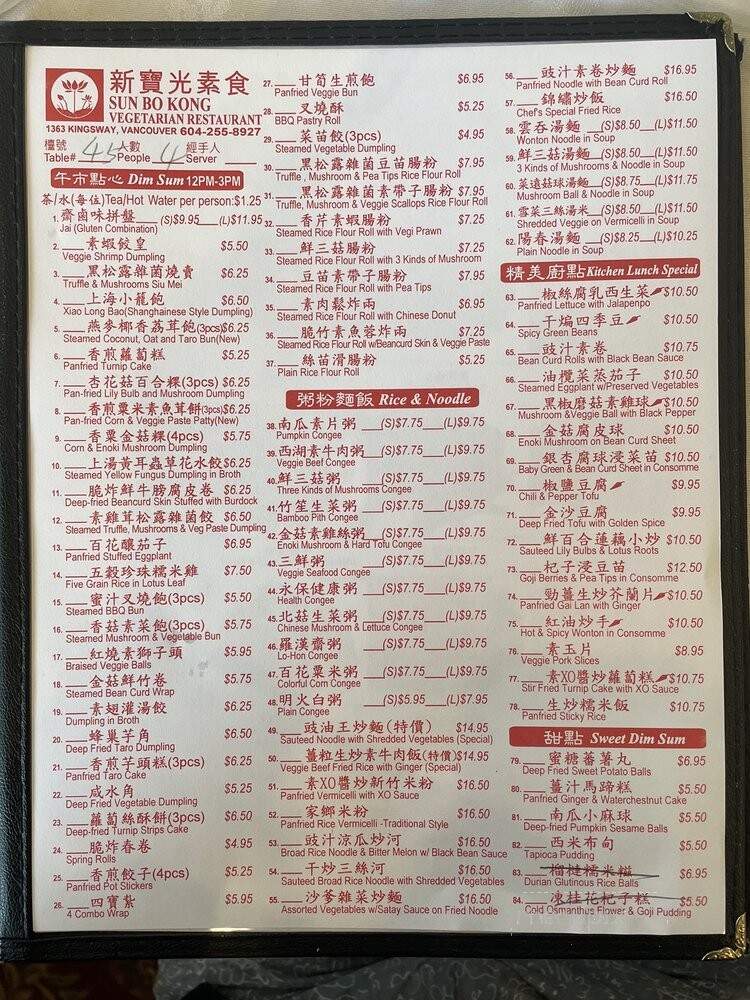 新寶光素食
SUN BO KONG
VEGETARIAN RESTAURANT
1363 KINGSWAY, VANCOUVER 604-255-8927
檯號 人數 經手人
Table# 45 People 4 Server
午市點心 Dim Sum 12PM-3PM
茶/水(每位)Tea/Hot Water per person:$1.25
1. 齋鹵味拼盤 (S)$9.95 (L)$11.95
Jai (Gluten Combination)
2. 素蝦餃皇 $5.50
Veggie Shrimp Dumpling
3. 黑松露雜菌燒賣 $6.25
Truffle & Mushrooms Siu Mei
4. 上海小籠飽 $6.50
Xiao Long Bao(Shanghainese Style Dumpling)
5. 燕麥椰香荔茸飽(3pcs)$6.25
Steamed Coconut, Oat and Taro Bun(New)
6. 香煎蘿蔔糕 $5.25
Panfried Turnip Cake
7. 杏花菇百合粿(3pcs) $6.25
Pan-fried Lily Bulb and Mushroom Dumpling
8. 香煎粟米素魚茸餅(3pcs)$6.25
Pan-fried Corn & Veggie Paste Patty(New)
9. 香粟金菇粿(4pcs) $5.75
Corn & Enoki Mushroom Dumpling
10. 上湯黃耳蟲草花水餃$6.25
Steamed Yellow Fungus Dumpling in Broth
11. 脆炸鮮牛膀腐皮卷 $6.25
Deep-fried Beancurd Skin Stuffed with Burdock
12. 素雞茸松露雜菌餃 $6.50
Steamed Truffle, Mushrooms & Veg Paste Dumpling
13. 百花釀茄子 $6.95
Panfried Stuffed Eggplant
14. 五穀珍珠糯米雞 $7.50
Five Grain Rice in Lotus Leaf
15. 蜜汁叉燒飽(3pcs) $5.50
Steamed BBQ Bun
16. 香菇素菜飽(3pcs) $5.75
Steamed Mushroom & Vegetable Bun
17. 紅燒素獅子頭 $5.95
Braised Veggie Balls
18. 金菇鮮竹卷 $5.75
Steamed Bean Curd Wrap
19. 素翅灌湯餃 $6.25
Dumpling in Broth
20. 蜂巢芋角 $6.50
Deep Fried Taro Dumpling
21. 香煎芋頭糕(3pcs) $6.25
Panfried Taro Cake
22. 咸水角 $5.25
Deep Fried Vegetable Dumpling
23. 蘿蔔絲酥餅(3pcs) $6.50
Deep-fried Turnip Strips Cake
24. 脆炸春卷 $4.95
Spring Rolls
25. 香煎餃子(4pcs) $5.25
Panfried Pot Stickers
26. 四寶紮 $5.95
4 Combo Wrap
27. 甘筍生煎飽 $6.95
Panfried Veggie Bun
28. 叉燒酥 $5.25
BBQ Pastry Roll
29. 菜苗餃(3pcs) $4.95
Steamed Vegetable Dumpling
30. 黑松露雜菌豆苗腸粉 $7.95
Truffle , Mushroom & Pea Tips Rice Flour Roll
31. 黑松露雜菌素帶子腸粉 $7.95
Truffle, Mushroom & Veggie Scallops Rice Flour Roll
32. 香芹素蝦腸粉 $7.25
Steamed Rice Flour Roll with Vegi Prawn
33. 鮮三菇腸粉 $7.25
Steamed Rice Flour Roll with 3 Kinds of Mushroom
34. 豆苗素帶子腸粉 $7.25
Steamed Rice Flour Roll with Pea Tips
35. 素肉鬆炸兩 $6.95
Steamed Rice Flour Roll with Chinese Donut
36. 脆竹素魚蓉炸兩 $7.25
Steamed Rice Flour Roll w/Beancurd Skin & Veggie Paste
37. 絲苗滑腸粉 $5.25
Plain Rice Flour Roll
粥粉麵飯 Rice & Noodle
38. 南瓜素片粥 (S)$7.75 (L)$9.75
Pumpkin Congee
39. 西湖素牛肉粥 (S)$7.75 (L)$9.75
Veggie Beef Congee
40. 鮮三菇粥 (S)$7.75 (L)$9.75
Three Kinds of Mushrooms Congee
41. 竹笙生菜粥 (S)$7.75 (L)$9.75
Bamboo Pith Congee
42. 金菇素雞絲粥 (S)$7.75 (L)$9.75
Enoki Mushroom & Hard Tofu Congee
43. 三鮮粥 (S)$7.75 (L)$9.75
Veggie Seafood Congee
44. 永保健康粥 (S)$7.75 (L)$9.75
Health Congee
45. 北菇生菜粥 (S)$7.75 (L)$9.75
Chinese Mushroom & Lettuce Congee
46. 羅漢齋粥 (S)$7.75 (L)$9.75
Lo-Hon Congee
47. 百花粟米粥 (S)$7.75 (L)$9.75
Colorful Corn Congee
48. 明火白粥 (S)$5.95 (L)$7.95
Plain Congee
49. 豉油王炒麵(特價) $14.95
Sauteed Noodle with Shredded Vegetables (Special)
50. 薑粒生炒素牛肉飯(特價)$14.95
Veggie Beef Fried Rice with Ginger (Special)
51. 素XO醬炒新竹米粉 $16.50
Panfried Vermicelli with XO Sauce
52. 家鄉米粉 $16.50
Panfried Rice Vermicelli -Traditional Style
53. 豉汁涼瓜炒河 $16.50
Broad Rice Noodle & Bitter Melon w/ Black Bean Sauce
54. 干炒三絲河 $16.50
Sauteed Broad Rice Noodle with Shredded Vegetables
55. 沙爹雜菜炒麵 $16.50
Assorted Vegetables w/Satay Sauce on Fried Noodle
56. 豉汁素卷炒麵 $16.95
Panfried Noodle with Bean Curd Roll
57. 錦繡炒飯 $16.50
Chef's Special Fried Rice
58. 雲吞湯麵 (S)$8.50 (L)$11.50
Wonton Noodle in Soup
59. 鮮三菇湯麵 (S)$8.50 (L)$11.50
3 Kinds of Mushrooms & Noodle in Soup
60. 菜遠菇球湯麵 (S)$8.75 (L)$11.75
Mushroom Ball & Noodle in Soup
61. 雪菜三絲湯米 (S)$8.50 (L)$11.50
Shredded Veggie on Vermicelli in Soup
62. 陽春湯麵 (S)$8.25 (L)$10.25
Plain Noodle in Soup
精美廚點 Kitchen Lunch Special
63. 椒絲腐乳西生菜 $10.50
Panfried Lettuce with Jalapenpo
64. 干煸四季豆 $10.50
Spicy Green Beans
65. 豉汁素卷 $10.75
Bean Curd Rolls with Black Bean Sauce
66. 油欖菜蒸茄子 $10.50
Steamed Eggplant w/Preserved Vegetables
67. 黑椒磨菇素雞球 $10.50
Mushroom &Veggie Ball with Black Pepper
68. 金菇腐皮球 $10.50
Enoki Mushroom on Bean Curd Sheet
69. 銀杏腐球浸菜苗 $10.50
Baby Green & Bean Curd Sheet in Consomme
70. 椒鹽豆腐 $9.95
Chili & Pepper Tofu
71. 金沙豆腐 $9.95
Deep Fried Tofu with Golden Spice
72. 鮮百合蓮藕小炒 $10.50
Sauteed Lily Bulbs & Lotus Roots
73. 杞子浸豆苗 $12.50
Goji Berries & Pea Tips in Consomme
74. 勁薑生炒芥蘭片 $10.50
Panfried Gai Lan with Ginger
75. 紅油炒手 $10.50
Hot & Spicy Wonton in Consomme
76. 素玉片 $8.95
Veggie Pork Slices
77. 素XO醬炒蘿蔔糕 $10.75
Stir Fried Turnip Cake with XO Sauce
78. 生炒糯米飯 $10.75
Panfried Sticky Rice
甜點 Sweet Dim Sum
79. 蜜糖蕃薯丸 $6.95
Deep Fried Sweet Potato Balls
80. 薑汁馬蹄糕 $5.50
Panfried Ginger & Waterchestnut Cake
81. 南瓜小麻球 $5.50
Deep-fried Pumpkin Sesame Balls
82. 西米布甸 $5.50
Tapioca Pudding
83. 榴槤糯米糍 $6.95
Durian Glutinous Rice Balls
84. 凍桂花杞子糕 $5.50
Cold Osmanthus Flower & Goji Pudding